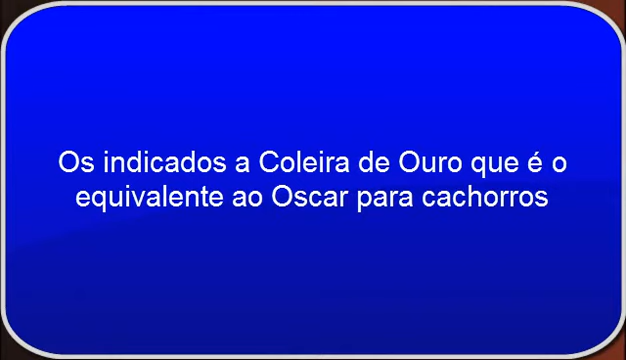 Os indicados a Coleira de Ouro que é o
equivalente ao Oscar para cachorros